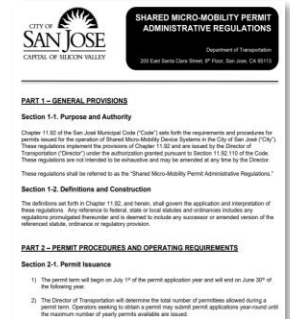 CITY OF
SAN JOSE
CAPITAL OF SILICON VALLEY
SHARED MICRO-MOBILITY PERMIT
ADMINISTRATIVE REGULATIONS
Department of Transportation
200 East Santa Clara Street, 8th Floor, San Jose, CA 95113
PART 1 – GENERAL PROVISIONS
Section 1-1. Purpose and Authority
Chapter 11.92 of the San José Municipal Code ("Code") sets forth the requirements and procedures for
permits issued for the operation of Shared Micro-Mobility Device Systems in the City of San José ("City").
These regulations implement the provisions of Chapter 11.92 and are issued by the Director of
Transportation ("Director") under the authorization granted pursuant to Section 11.92.110 of the Code.
These regulations are not intended to be exhaustive and may be amended at any time by the Director.
These regulations shall be referred to as the "Shared Micro-Mobility Permit Administrative Regulations."
Section 1-2. Definitions and Construction
The definitions set forth in Chapter 11.92, and herein, shall govern the application and interpretation of
these regulations. Any reference to federal, state or local statutes and ordinances includes any
regulations promulgated thereunder and is deemed to include any successor or amended version of the
referenced statute, ordinance or regulatory provision.
PART 2 – PERMIT PROCEDURES AND OPERATING REQUIREMENTS
Section 2-1. Permit Issuance
1) The permit term will begin on July 1st of the permit application year and will end on June 30th of
the following year.
2) The Director of Transportation will determine the total number of permittees allowed during a
permit term. Operators seeking to obtain a permit may submit permit applications year-round until
the maximum number of yearly permits available are issued.